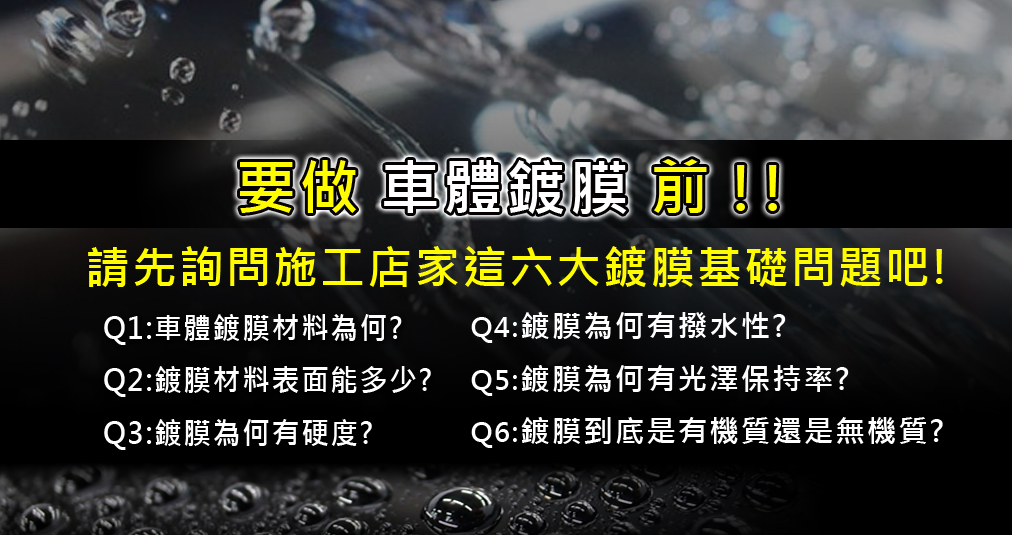 要做 車體鍍膜 前!!
請先詢問施工店家這六大鍍膜基礎問題吧!
Q1:車體鍍膜材料為何?
Q2:鍍膜材料表面能多少?
Q3:鍍膜為何有硬度?
Q4:鍍膜為何有撥水性?
Q5:鍍膜為何有光澤保持率?
Q6:鍍膜到底是有機質還是無機質?